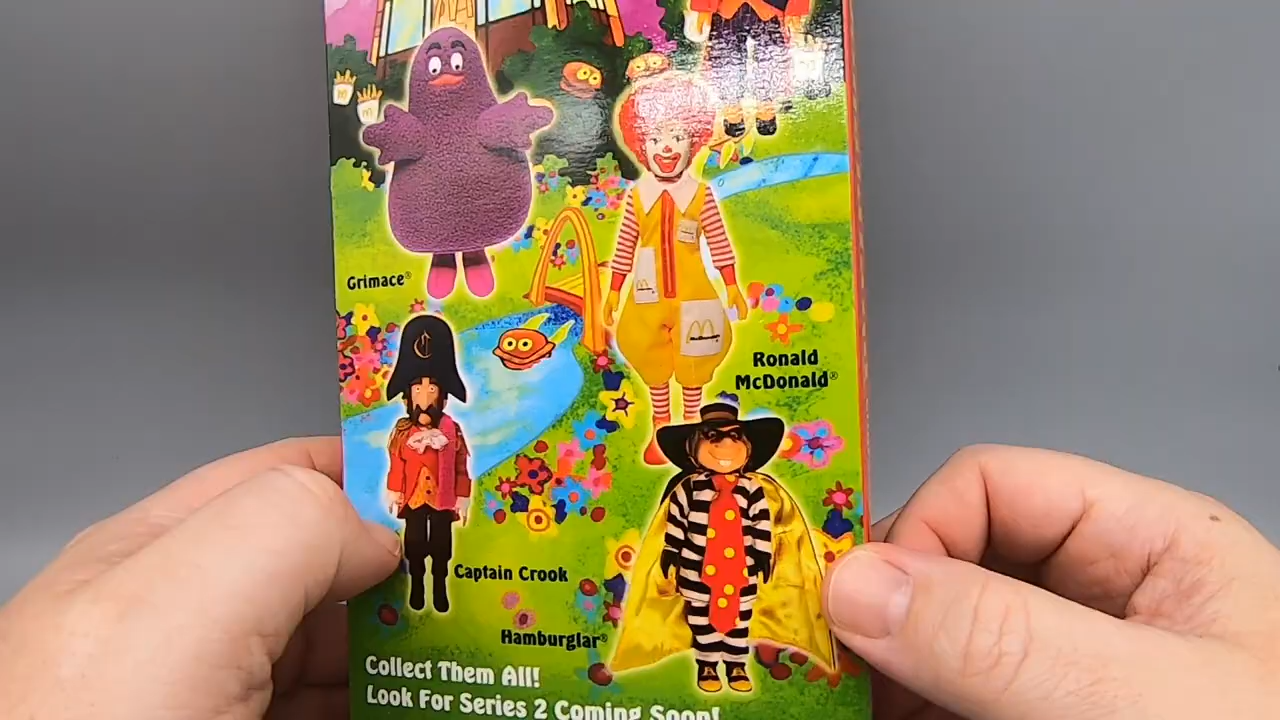 Grimace®
Ronald
McDonald®
C
Captain Crook
Hamburglar®
Collect Them All!
Look For Series 2 Coming Soon!